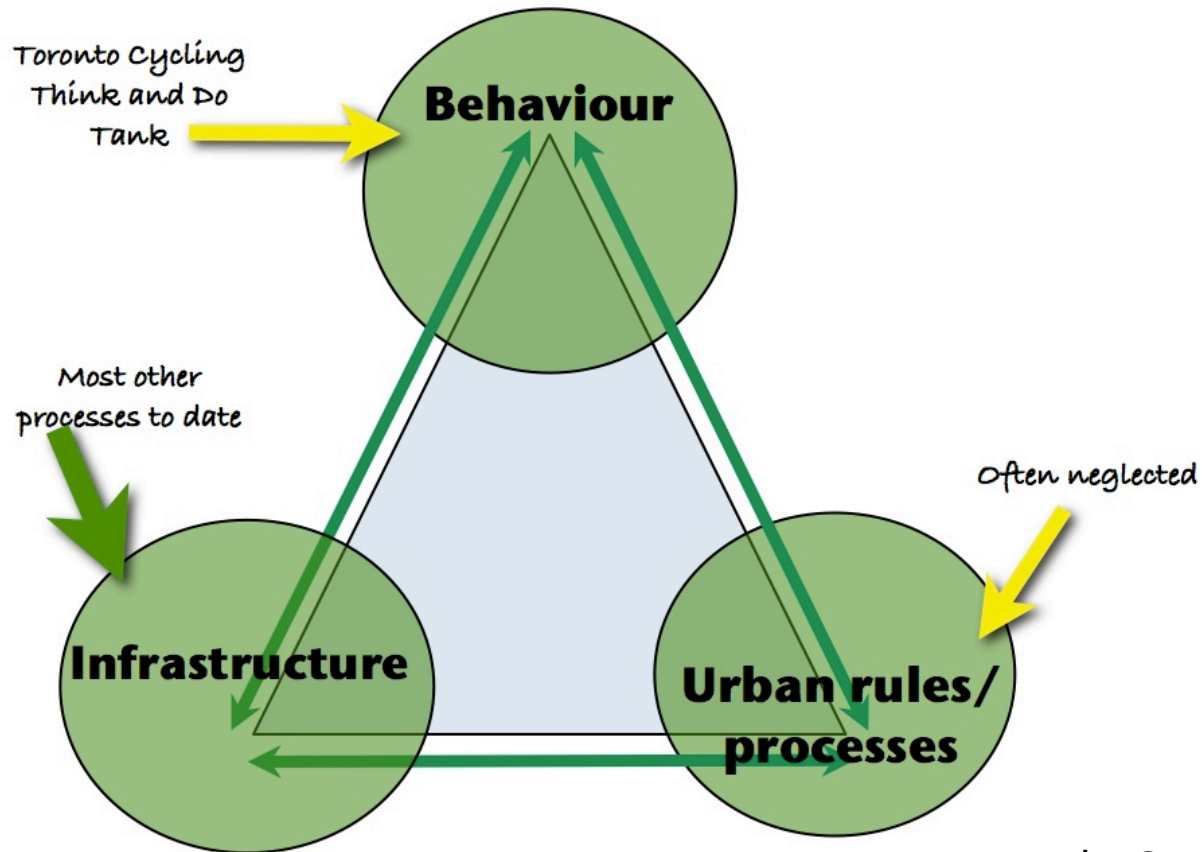 Toronto Cycling
Think and Do
Tank
Behaviour
Most other
processes to date
Often neglected
Infrastructure
Urban rules/
processes